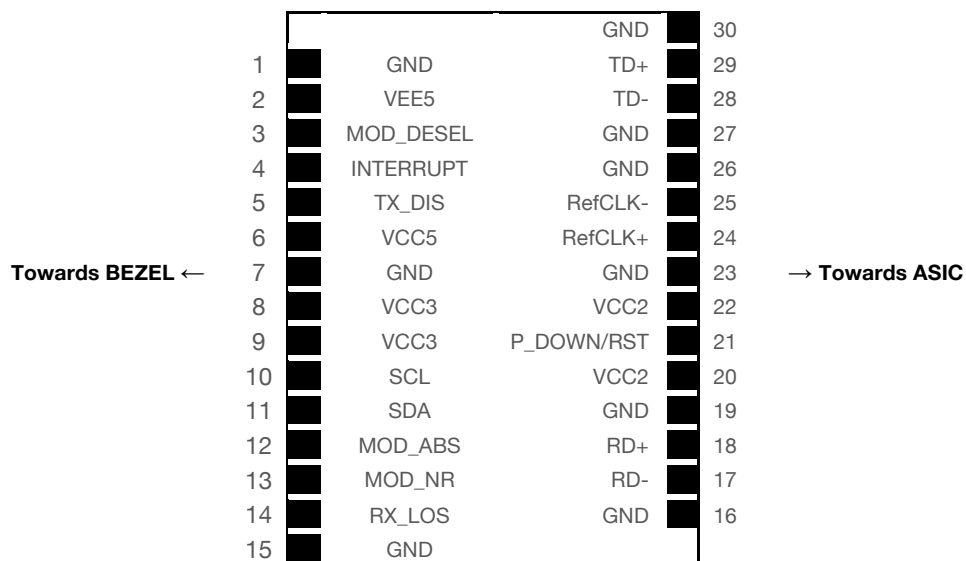 GND 30
1 GND TD+ 29
2 VEE5 TD- 28
3 MOD_DESEL GND 27
4 INTERRUPT GND 26
5 TX_DIS RefCLK- 25
6 VCC5 RefCLK+ 24
Towards BEZEL ← 7 GND GND 23 → Towards ASIC
8 VCC3 VCC2 22
9 VCC3 P_DOWN/RST 21
10 SCL VCC2 20
11 SDA GND 19
12 MOD_ABS RD+ 18
13 MOD_NR RD- 17
14 RX_LOS GND 16
15 GND